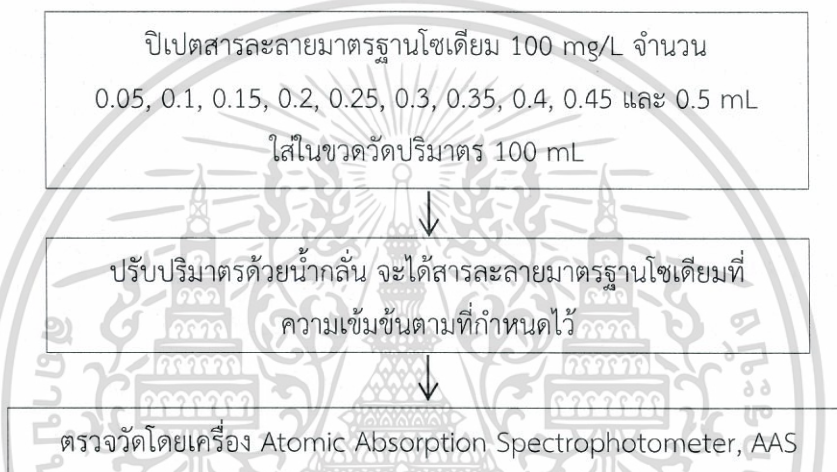 ปิเปตสารละลายมาตรฐานโซเดียม 100 mg/L จำนวน
0.05, 0.1, 0.15, 0.2, 0.25, 0.3, 0.35, 0.4, 0.45 และ 0.5 mL
ใส่ในขวดวัดปริมาตร 100 mL
ปรับปริมาตรด้วยน้ำกลั่น จะได้สารละลายมาตรฐานโซเดียมที่
ความเข้มข้นตามที่กำหนดไว้
ตรวจวัดโดยเครื่อง Atomic Absorption Spectrophotometer, AAS